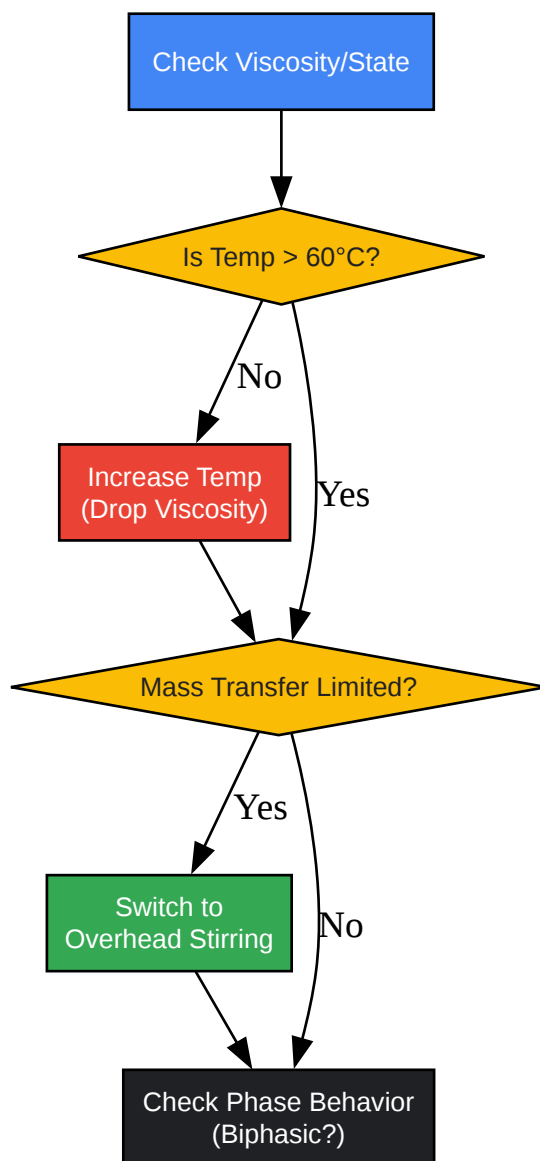 Check Viscosity/State
Is Temp > 60°C?
No
Increase Temp
(Drop Viscosity)
Yes
Mass Transfer Limited?
Yes
Switch to
Overhead Stirring
No
Check Phase Behavior
(Biphasic?)